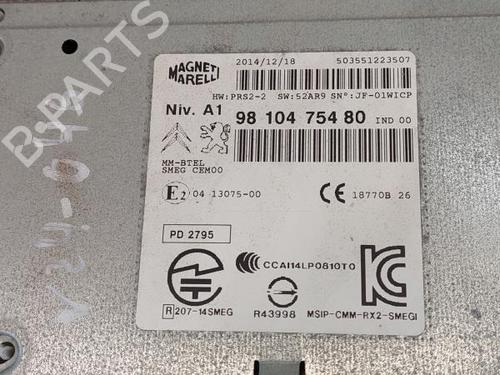 MAGNETI
MARELLI
2014/12/18 503551223507
HW:PRS2-2 SW:52AR9 SN°:JF-01WICP
Niv. A1
98 104 754 80 IND 00
MM-BTEL
SMEG CEM00
E2 04 13075-00
CE 18770B 26
PD 2795
CCAI14LP0810T0
R 207-14SMEG
R43998
MSIP-CMM-RX2-SMEGI
B-PARTS